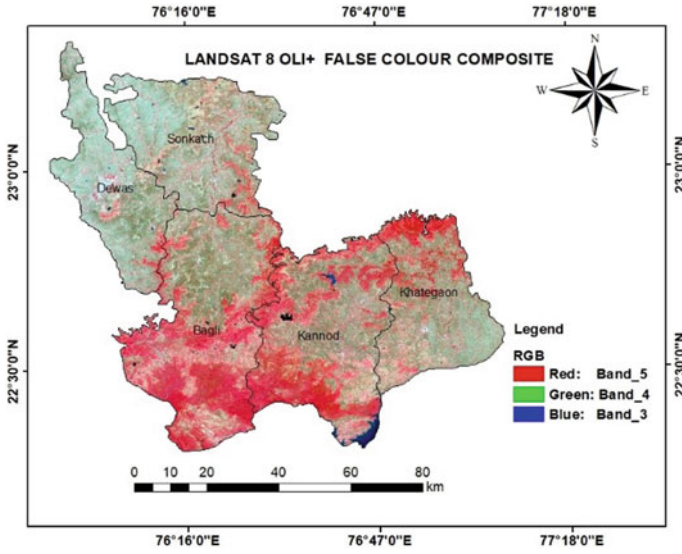 76°16'0"E 76°47'0"E 77°18'0"E
LANDSAT 8 OLI+ FALSE COLOUR COMPOSITE
N
W E
S
Sonkatch
23°0'0"N 23°0'0"N
Dewas
Khategaon
Bagli Kannod
Legend
RGB
22°30'0"N 22°30'0"N
Red: Band_5
Green: Band_4
Blue: Band_3
0 10 20 40 60 80
km
76°16'0"E 76°47'0"E 77°18'0"E